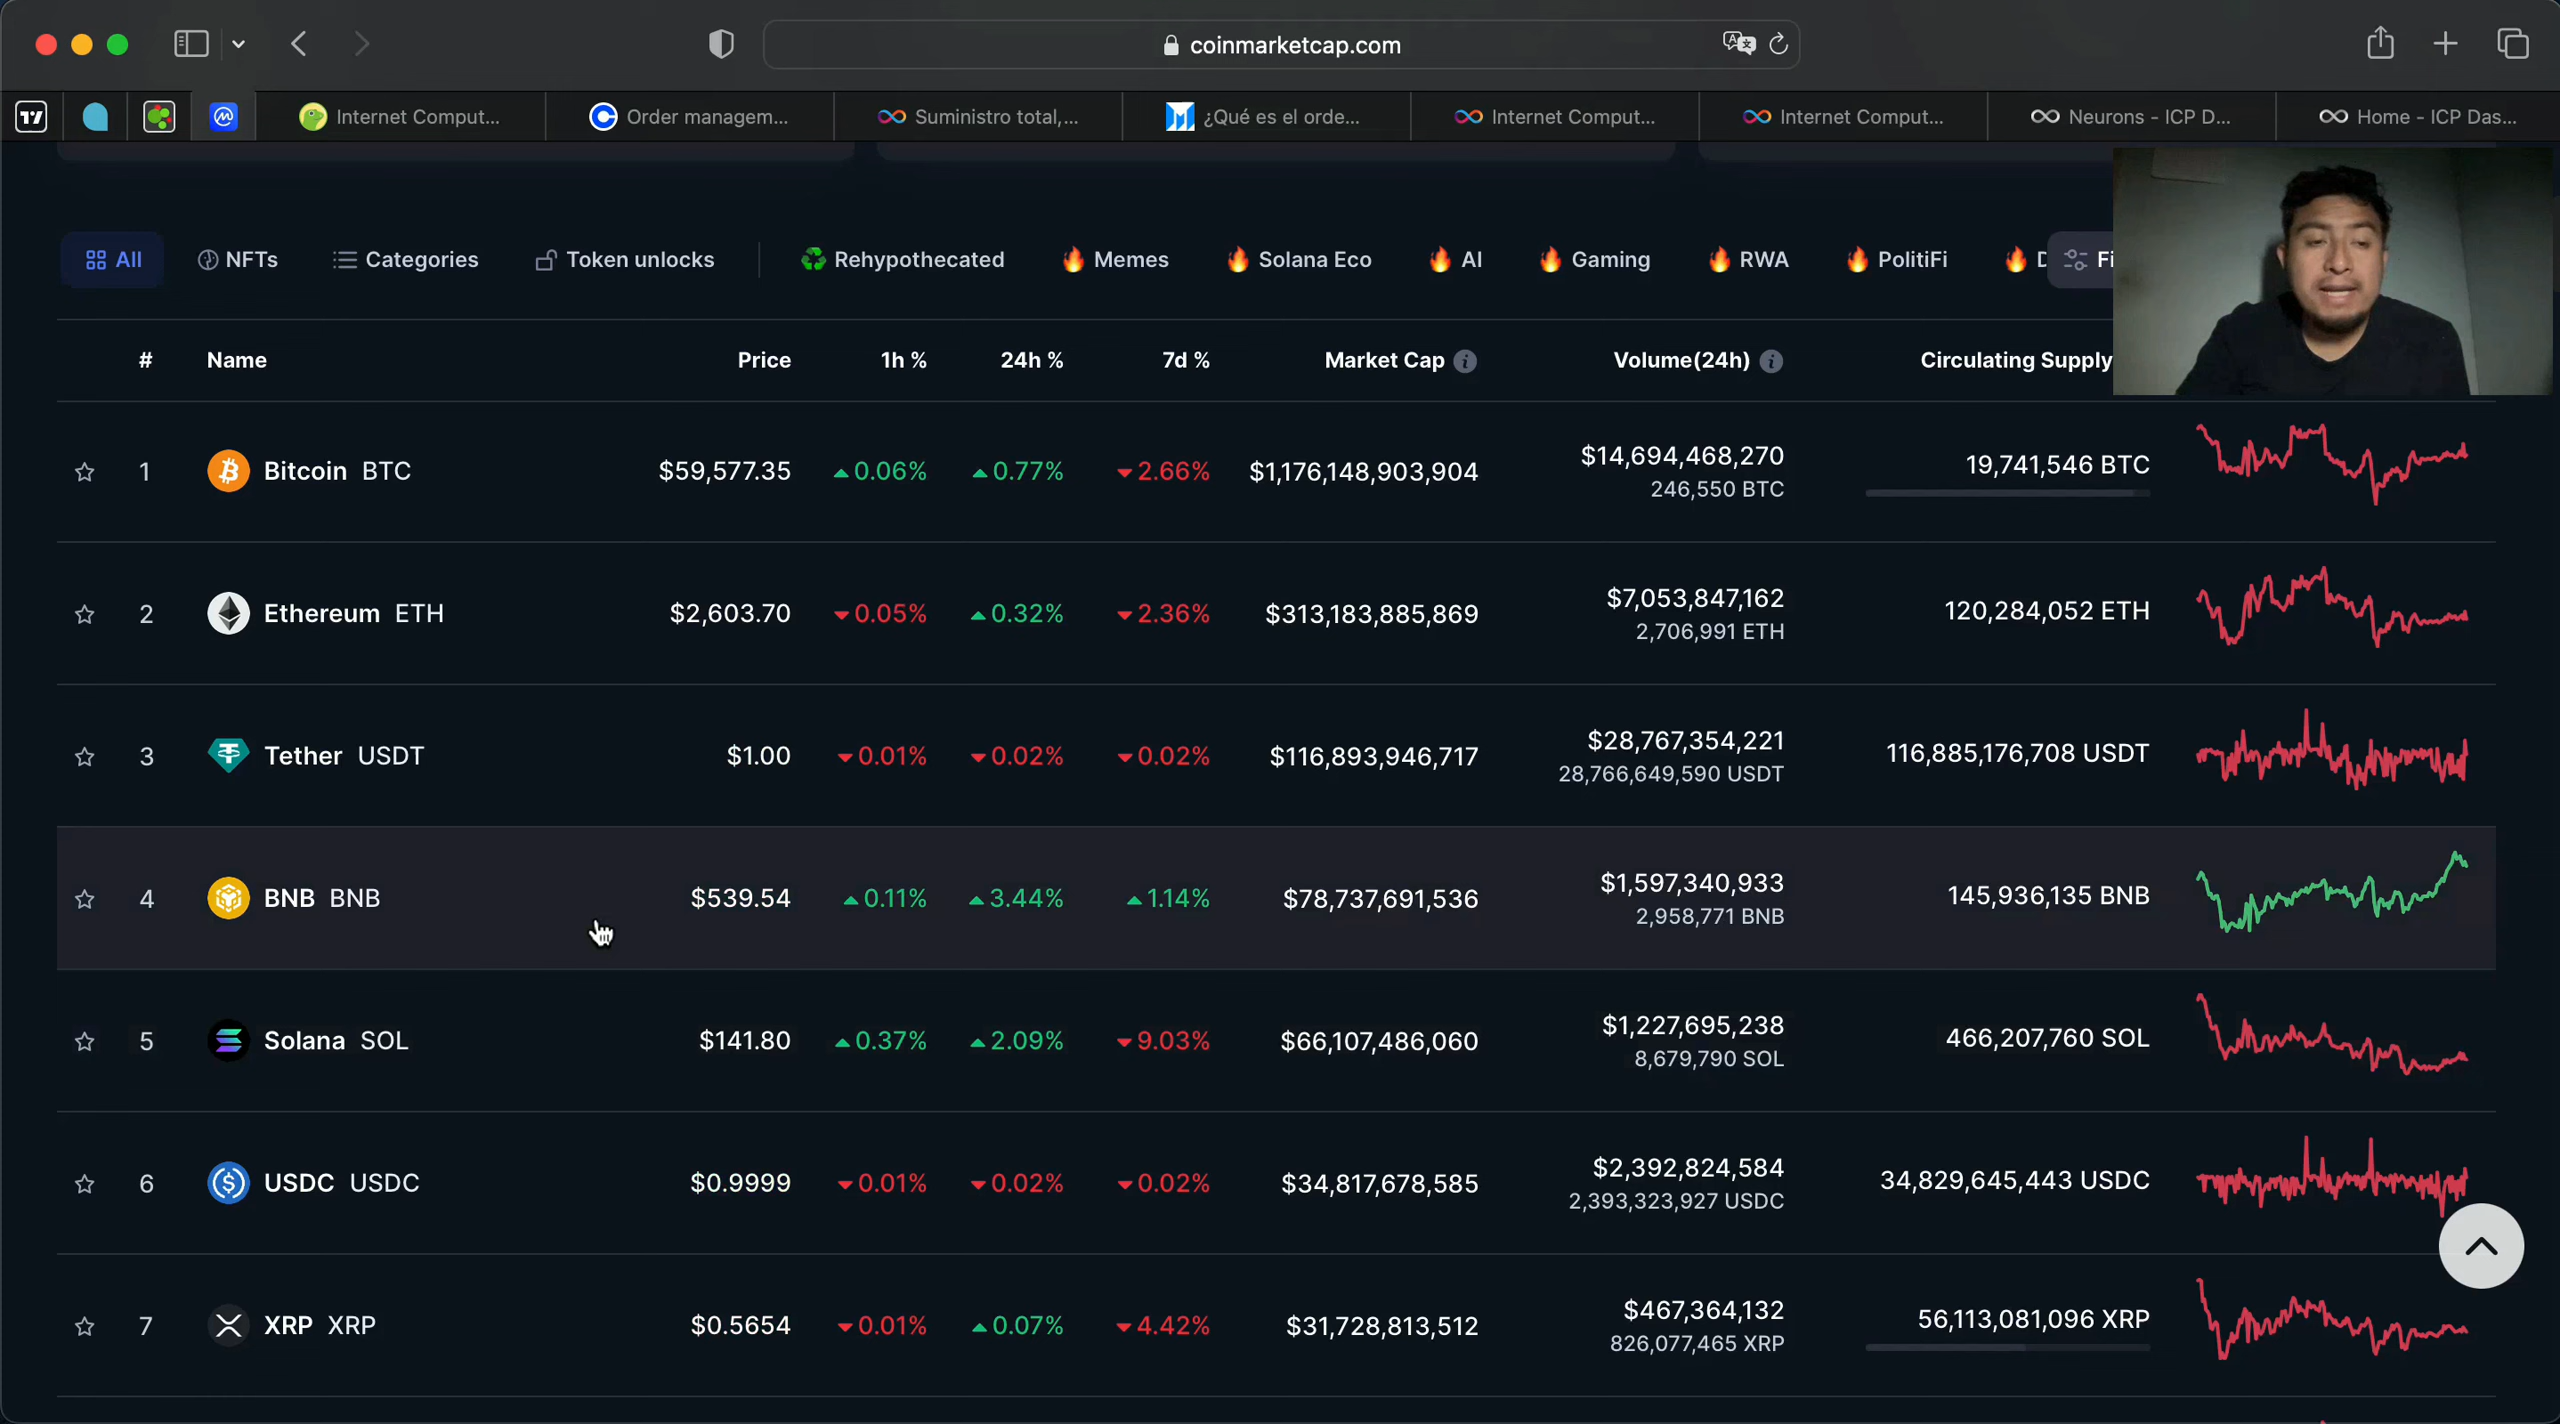 coinmarketcap.com
Internet Comput... Order managem... Suministro total,... ¿Qué es el orde... Internet Comput... Internet Comput... Neurons - ICP D... Home - ICP Das...
All NFTs Categories Token unlocks Rehypothecated Memes Solana Eco AI Gaming RWA PolitiFi D Fi
# Name Price 1h % 24h % 7d % Market Cap Volume(24h) Circulating Supply
1 Bitcoin BTC $59,577.35 0.06% 0.77% 2.66% $1,176,148,903,904 $14,694,468,270 19,741,546 BTC
246,550 BTC
2 Ethereum ETH $2,603.70 0.05% 0.32% 2.36% $313,183,885,869 $7,053,847,162 120,284,052 ETH
2,706,991 ETH
3 Tether USDT $1.00 0.01% 0.02% 0.02% $116,893,946,717 $28,767,354,221 116,885,176,708 USDT
28,766,649,590 USDT
4 BNB BNB $539.54 0.11% 3.44% 1.14% $78,737,691,536 $1,597,340,933 145,936,135 BNB
2,958,771 BNB
5 Solana SOL $141.80 0.37% 2.09% 9.03% $66,107,486,060 $1,227,695,238 466,207,760 SOL
8,679,790 SOL
6 USDC USDC $0.9999 0.01% 0.02% 0.02% $34,817,678,585 $2,392,824,584 34,829,645,443 USDC
2,393,323,927 USDC
7 XRP XRP $0.5654 0.01% 0.07% 4.42% $31,728,813,512 $467,364,132 56,113,081,096 XRP
826,077,465 XRP